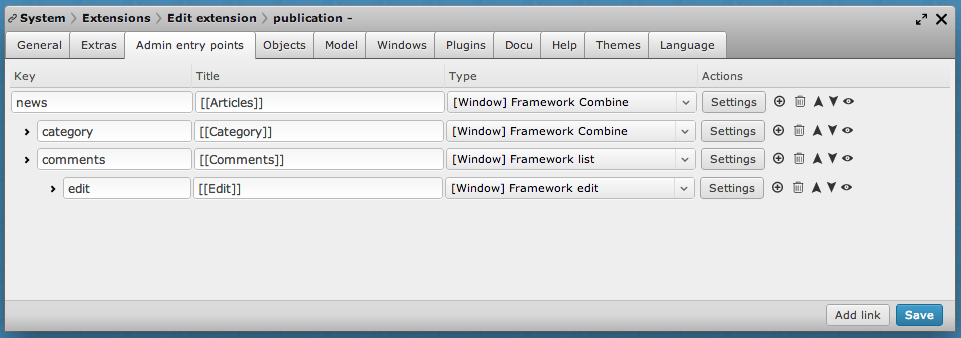 System Extensions Edit extension publication -
General Extras Admin entry points Objects Model Windows Plugins Docu Help Themes Language
Key Title Type Actions
news [[Articles]] [Window] Framework Combine Settings
category [[Category]] [Window] Framework Combine Settings
comments [[Comments]] [Window] Framework list Settings
edit [[Edit]] [Window] Framework edit Settings
Add link Save